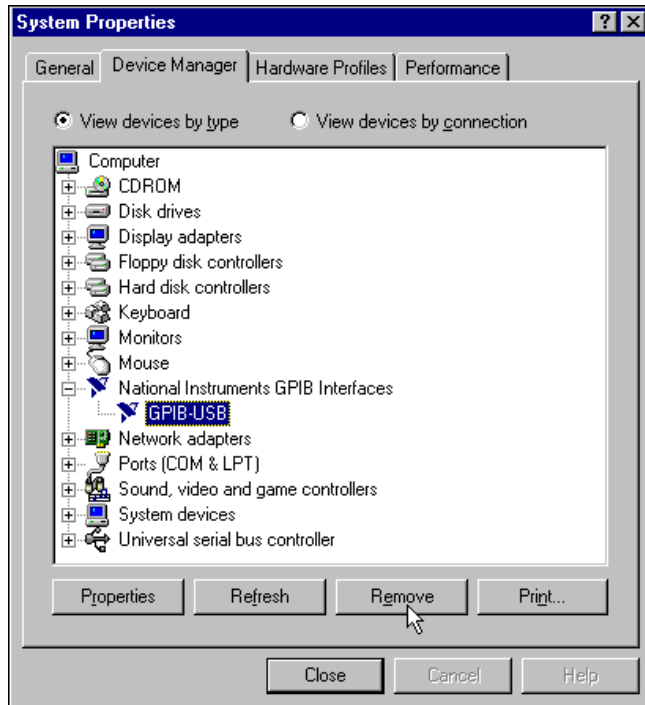 System Properties
General Device Manager Hardware Profiles Performance
View devices by type View devices by connection
Computer
CDROM
Disk drives
Display adapters
Floppy disk controllers
Hard disk controllers
Keyboard
Monitors
Mouse
National Instruments GPIB Interfaces
GPIB-USB
Network adapters
Ports (COM & LPT)
Sound, video and game controllers
System devices
Universal serial bus controller
Properties Refresh Remove Print...
Close Cancel Help